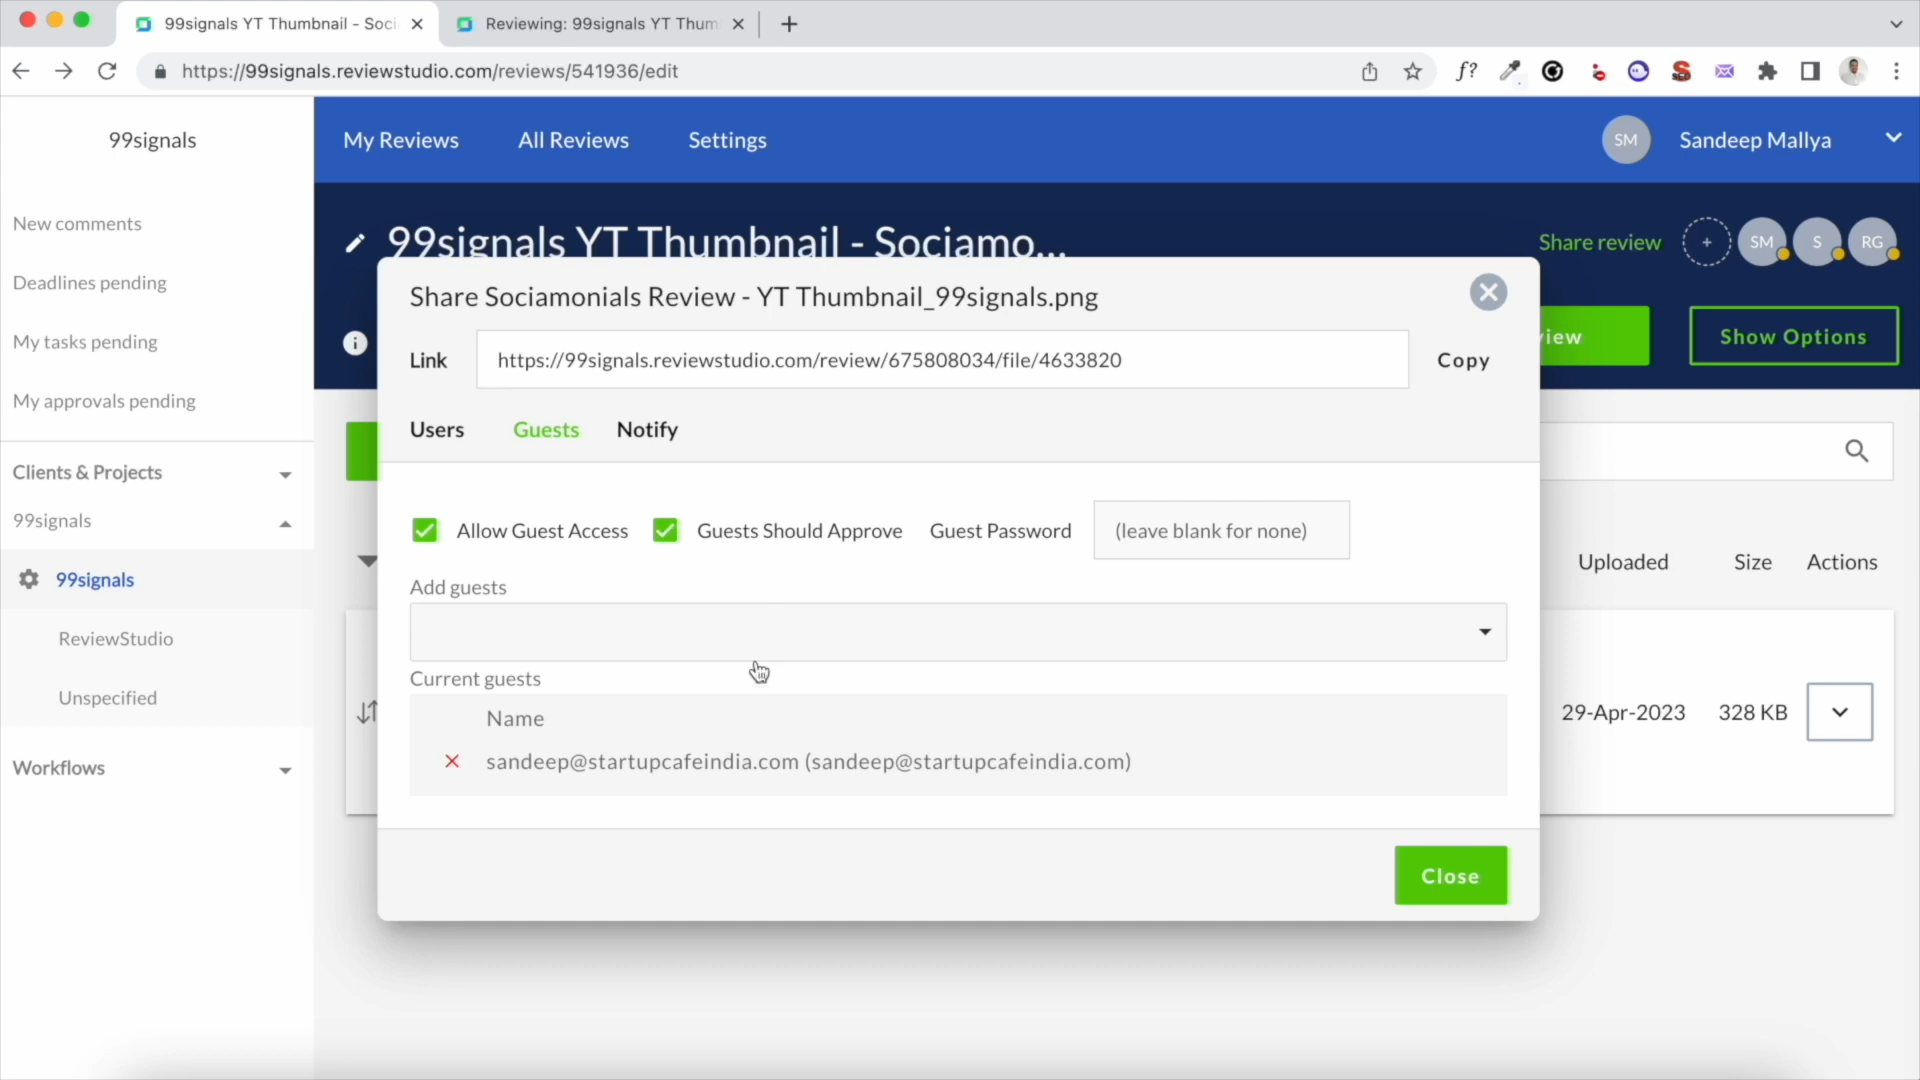 99signals YT Thumbnail - Soci
Reviewing: 99signals YT Thum
https://99signals.reviewstudio.com/reviews/541936/edit
f?
99signals
My Reviews
All Reviews
Settings
SM
Sandeep Mallya
New comments
Deadlines pending
My tasks pending
My approvals pending
Clients & Projects
99signals
99signals
ReviewStudio
Unspecified
Workflows
99signals YT Thumbnail - Sociamo...
Share review
+
SM
S
RG
Show Options
Share Sociamonials Review - YT Thumbnail_99signals.png
Link
https://99signals.reviewstudio.com/review/675808034/file/4633820
Copy
Users
Guests
Notify
Allow Guest Access
Guests Should Approve
Guest Password
(leave blank for none)
Add guests
Current guests
Name
sandeep@startupcafeindia.com (sandeep@startupcafeindia.com)
Close
Uploaded
Size
Actions
29-Apr-2023
328 KB